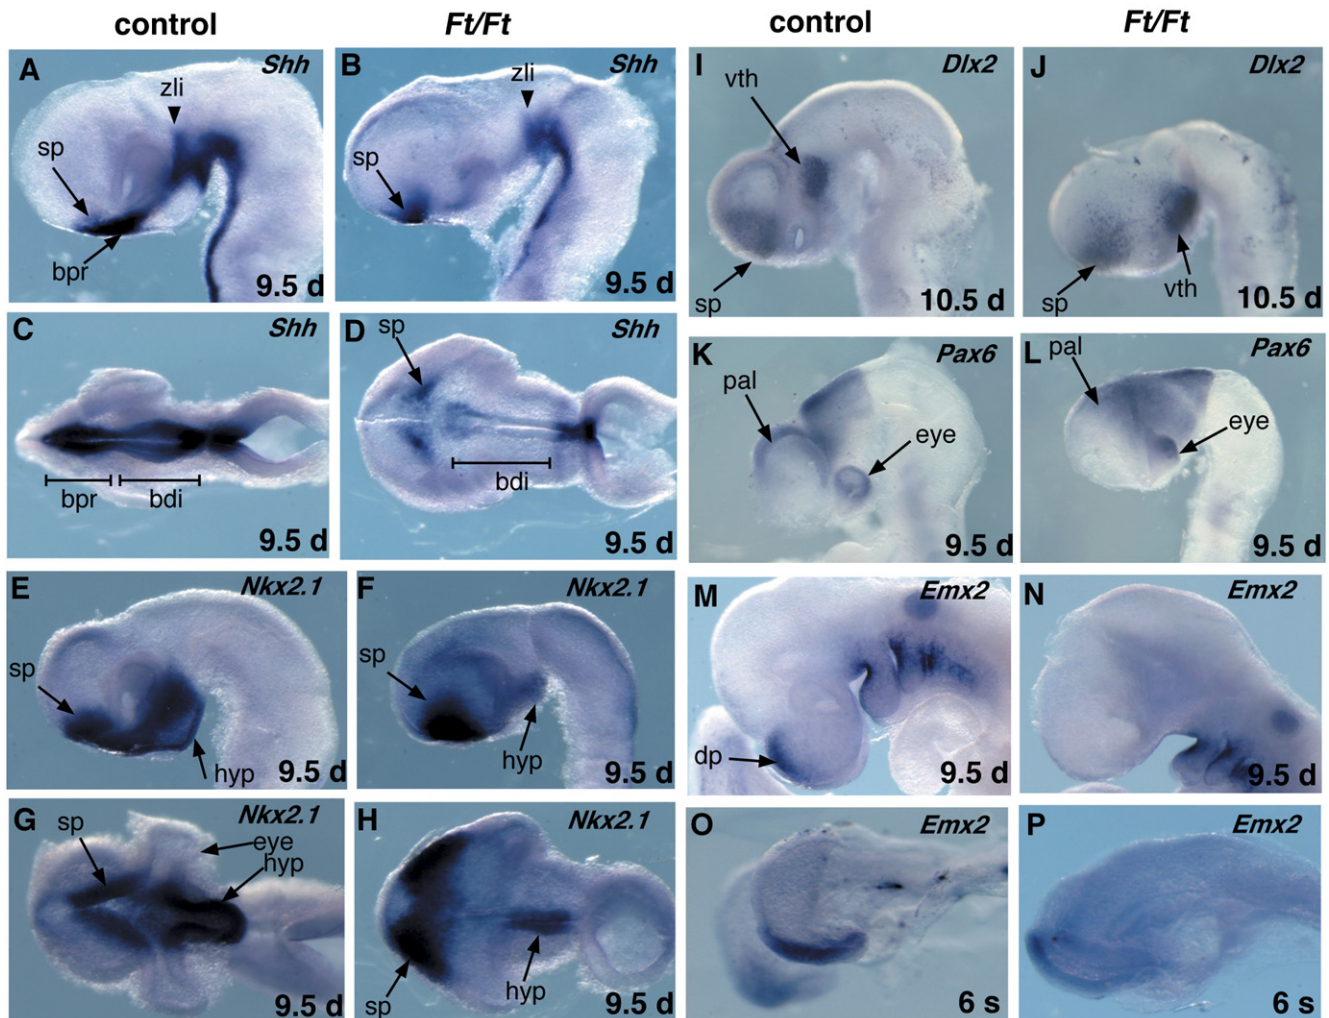 control
Ft/Ft
control
Ft/Ft
A
Shh
zli
sp
bpr
9.5 d
B
Shh
zli
sp
9.5 d
C
Shh
bpr
bdi
9.5 d
D
sp
Shh
bdi
9.5 d
E
Nkx2.1
sp
hyp
9.5 d
F
Nkx2.1
sp
hyp
9.5 d
G
Nkx2.1
sp
eye
hyp
9.5 d
H
Nkx2.1
hyp
sp
9.5 d
I
Dlx2
vth
sp
10.5 d
J
Dlx2
sp
vth
10.5 d
K
Pax6
pal
eye
9.5 d
L
pal
Pax6
eye
9.5 d
M
Emx2
dp
9.5 d
N
Emx2
9.5 d
O
Emx2
6 s
P
Emx2
6 s